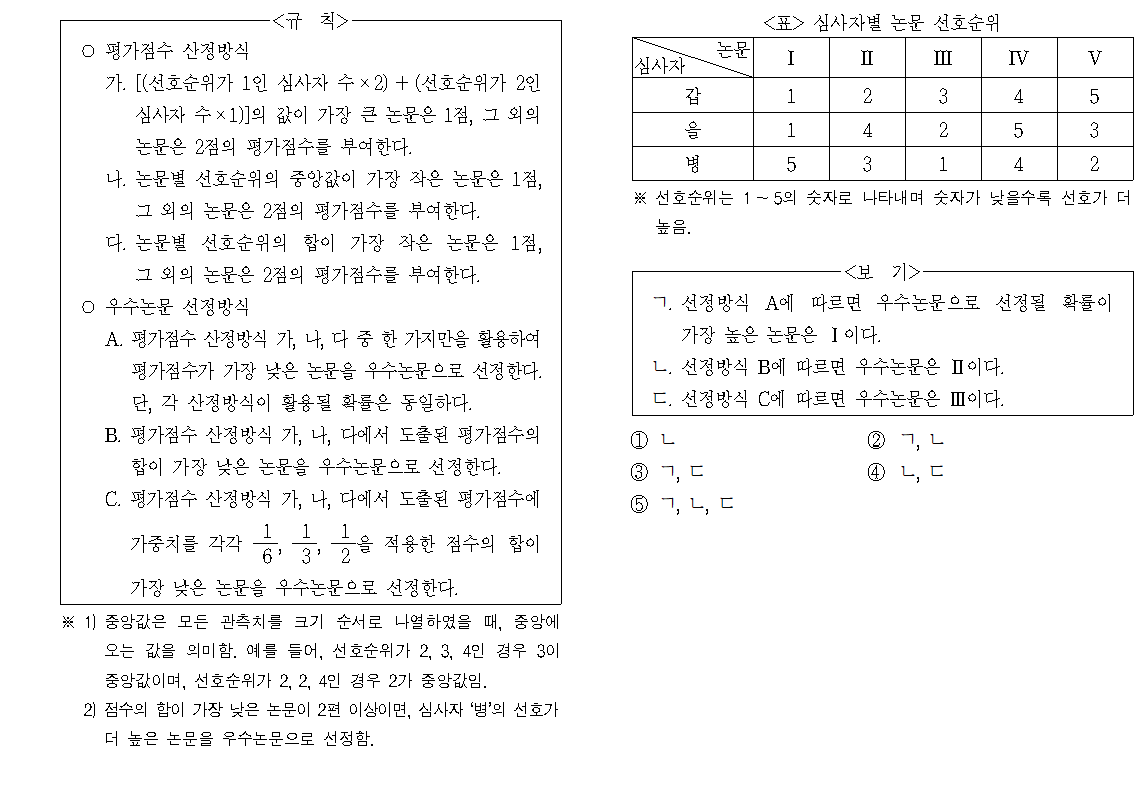 <규 칙>
○ 평가점수 산정방식
가. [(선호순위가 1인 심사자 수×2)+(선호순위가 2인
심사자 수×1)]의 값이 가장 큰 논문은 1점, 그 외의
논문은 2점의 평가점수를 부여한다.
나. 논문별 선호순위의 중앙값이 가장 작은 논문은 1점,
그 외의 논문은 2점의 평가점수를 부여한다.
다. 논문별 선호순위의 합이 가장 작은 논문은 1점,
그 외의 논문은 2점의 평가점수를 부여한다.
○ 우수논문 선정방식
A. 평가점수 산정방식 가, 나, 다 중 한 가지만을 활용하여
평가점수가 가장 낮은 논문을 우수논문으로 선정한다.
단, 각 산정방식이 활용될 확률은 동일하다.
B. 평가점수 산정방식 가, 나, 다에서 도출된 평가점수의
합이 가장 낮은 논문을 우수논문으로 선정한다.
C. 평가점수 산정방식 가, 나, 다에서 도출된 평가점수에
가중치를 각각 1/6, 1/3, 1/2을 적용한 점수의 합이
가장 낮은 논문을 우수논문으로 선정한다.
※ 1) 중앙값은 모든 관측치를 크기 순서로 나열하였을 때, 중앙에
오는 값을 의미함. 예를 들어, 선호순위가 2, 3, 4인 경우 3이
중앙값이며, 선호순위가 2, 2, 4인 경우 2가 중앙값임.
2) 점수의 합이 가장 낮은 논문이 2편 이상이면, 심사자 ‘병’의 선호가
더 높은 논문을 우수논문으로 선정함.
<표> 심사자별 논문 선호순위
논문 심사자 Ⅰ Ⅱ Ⅲ Ⅳ Ⅴ
갑 1 2 3 4 5
을 1 4 2 5 3
병 5 3 1 4 2
※ 선호순위는 1～5의 숫자로 나타내며 숫자가 낮을수록 선호가 더
높음.
<보 기>
ㄱ. 선정방식 A에 따르면 우수논문으로 선정될 확률이
가장 높은 논문은 Ⅰ이다.
ㄴ. 선정방식 B에 따르면 우수논문은 Ⅱ이다.
ㄷ. 선정방식 C에 따르면 우수논문은 Ⅲ이다.
① ㄴ ② ㄱ, ㄴ
③ ㄱ, ㄷ ④ ㄴ, ㄷ
⑤ ㄱ, ㄴ, ㄷ